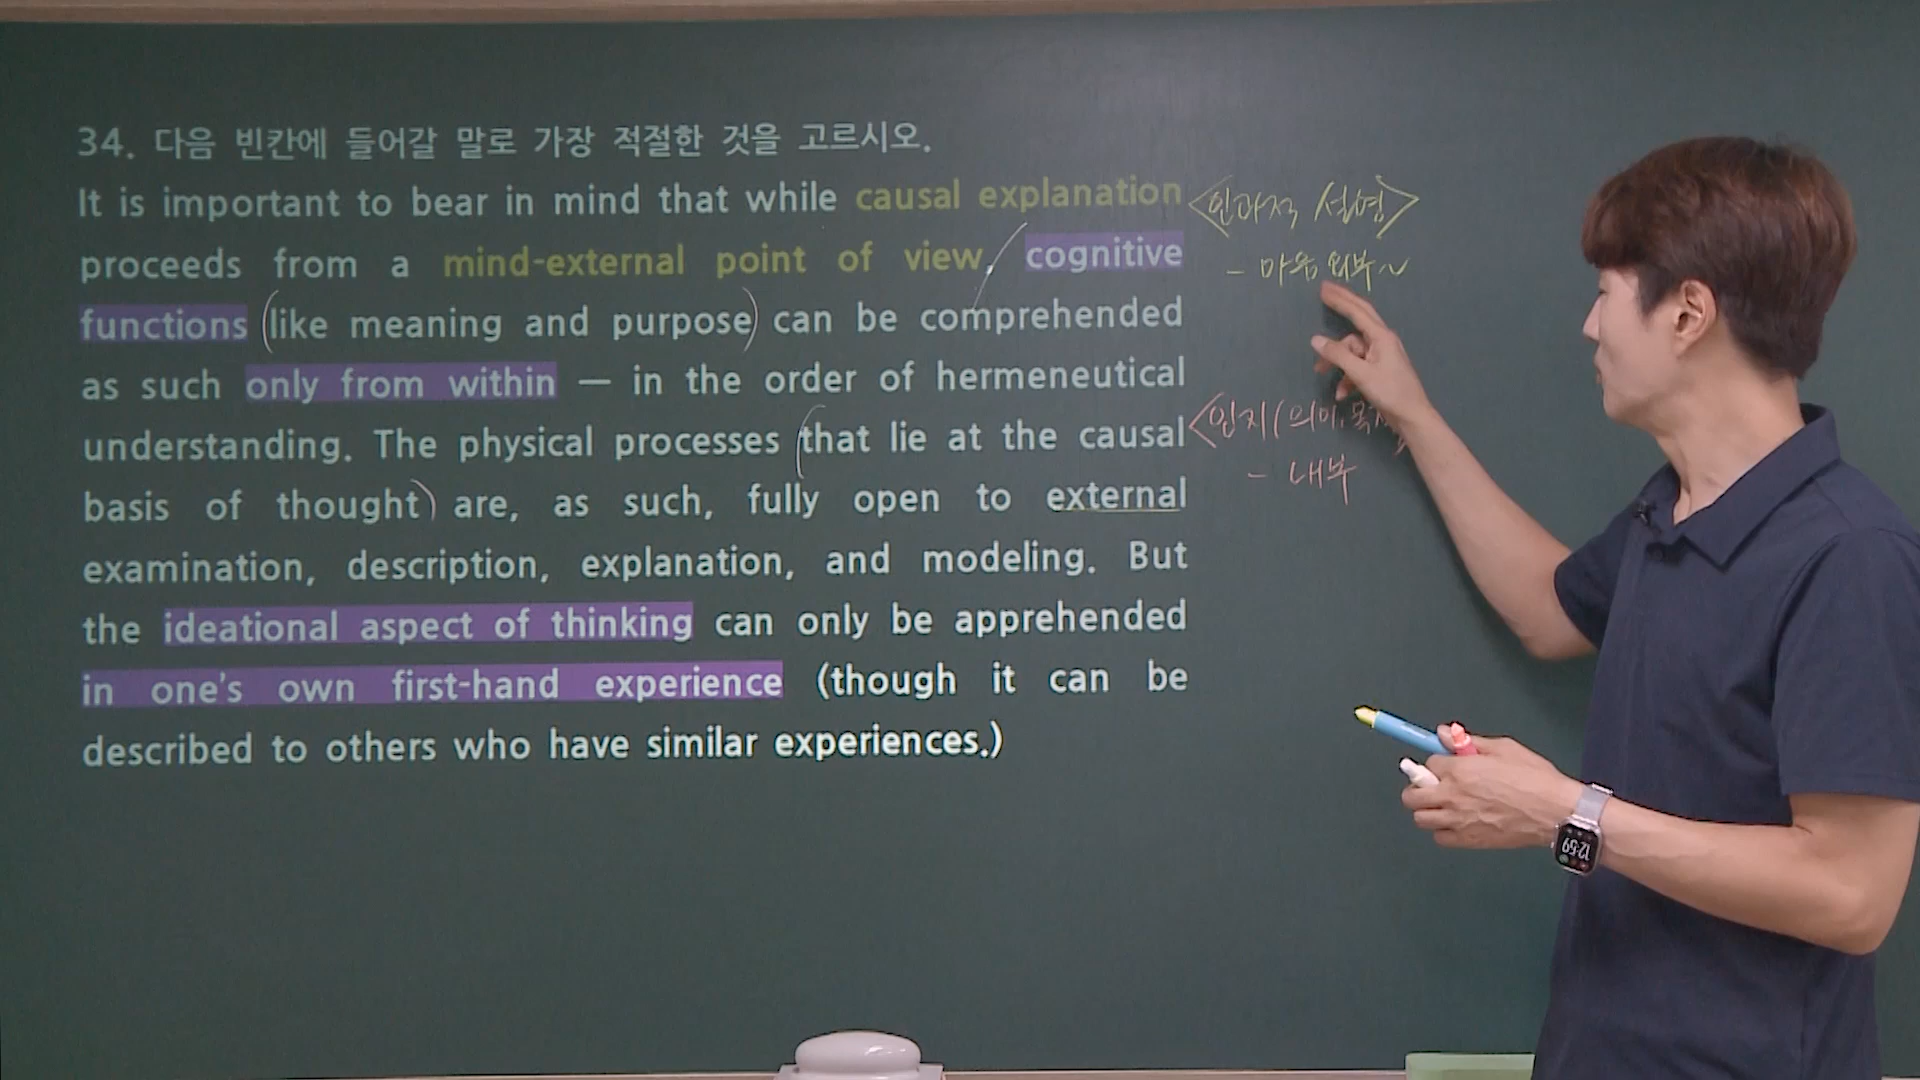 34. 다음 빈칸에 들어갈 말로 가장 적절한 것을 고르시오.
It is important to bear in mind that while causal explanation
proceeds from a mind-external point of view, cognitive
functions (like meaning and purpose) can be comprehended
as such only from within — in the order of hermeneutical
understanding. The physical processes (that lie at the causal
basis of thought) are, as such, fully open to external
examination, description, explanation, and modeling. But
the ideational aspect of thinking can only be apprehended
in one's own first-hand experience (though it can be
described to others who have similar experiences.)
<인과적 설명>
- 마음 외부~
<인지(의미, 목적
- 내부
12:59